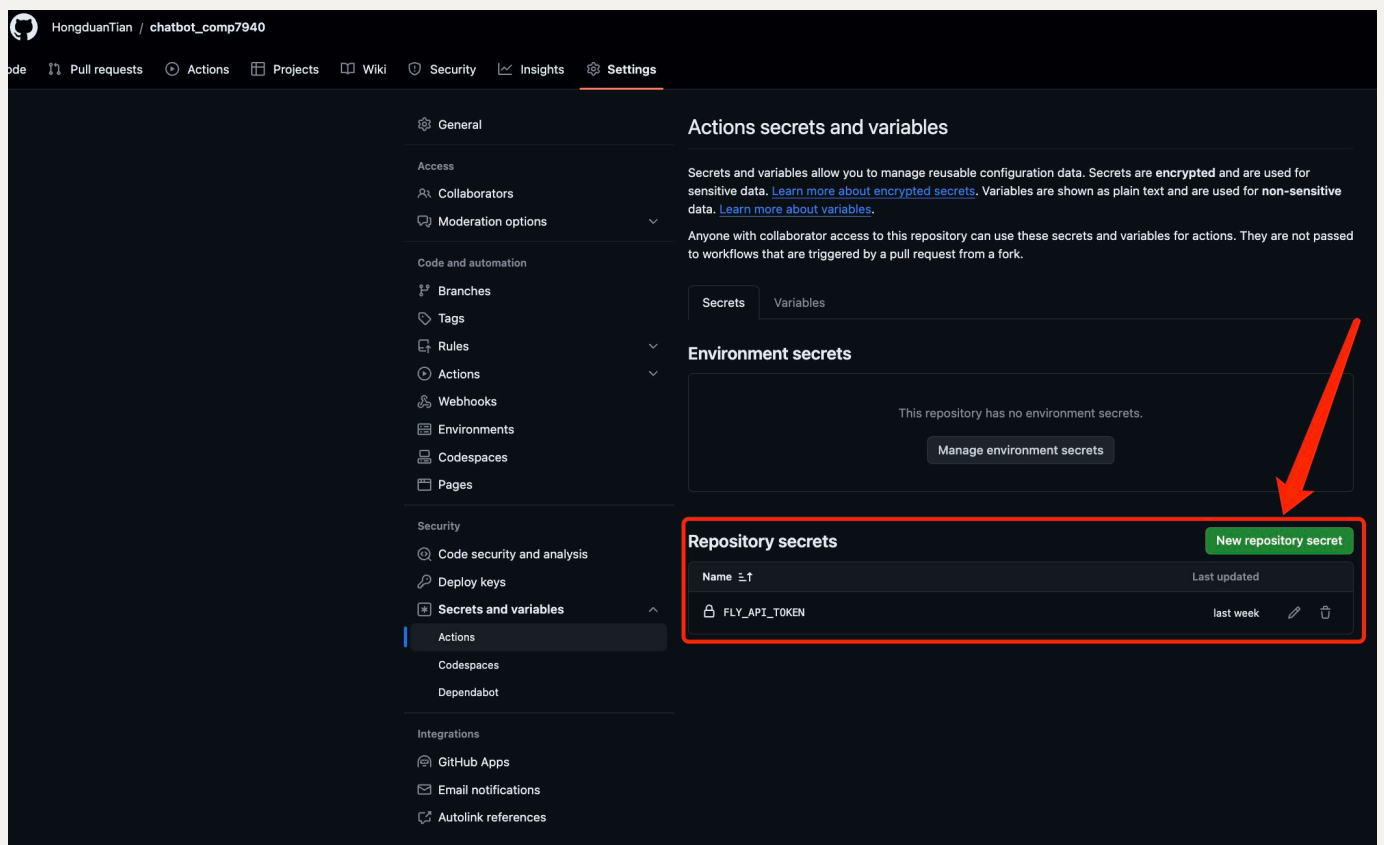 HongduanTian / chatbot_comp7940
Pull requests
Actions
Projects
Wiki
Security
Insights
Settings
General
Access
Collaborators
Moderation options
Code and automation
Branches
Tags
Rules
Actions
Webhooks
Environments
Codespaces
Pages
Security
Code security and analysis
Deploy keys
Secrets and variables
Actions
Codespaces
Dependabot
Integrations
GitHub Apps
Email notifications
Autolink references
Actions secrets and variables
Secrets and variables allow you to manage reusable configuration data. Secrets are encrypted and are used for
sensitive data. Learn more about encrypted secrets. Variables are shown as plain text and are used for non-sensitive
data. Learn more about variables.
Anyone with collaborator access to this repository can use these secrets and variables for actions. They are not passed
to workflows that are triggered by a pull request from a fork.
Secrets
Variables
Environment secrets
This repository has no environment secrets.
Manage environment secrets
Repository secrets
New repository secret
Name
Last updated
FLY_API_TOKEN
last week